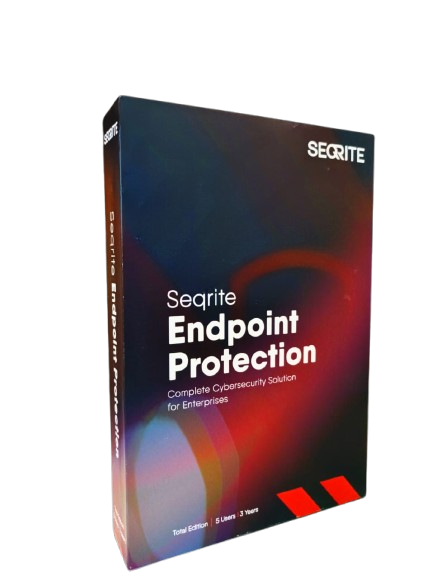 SEQRITE
SEQRITE
Seqrite Endpoint Protection
Seqrite
Endpoint
Protection
Complete Cybersecurity Solution
for Enterprises
Total Edition | 5 Users | 3 Years